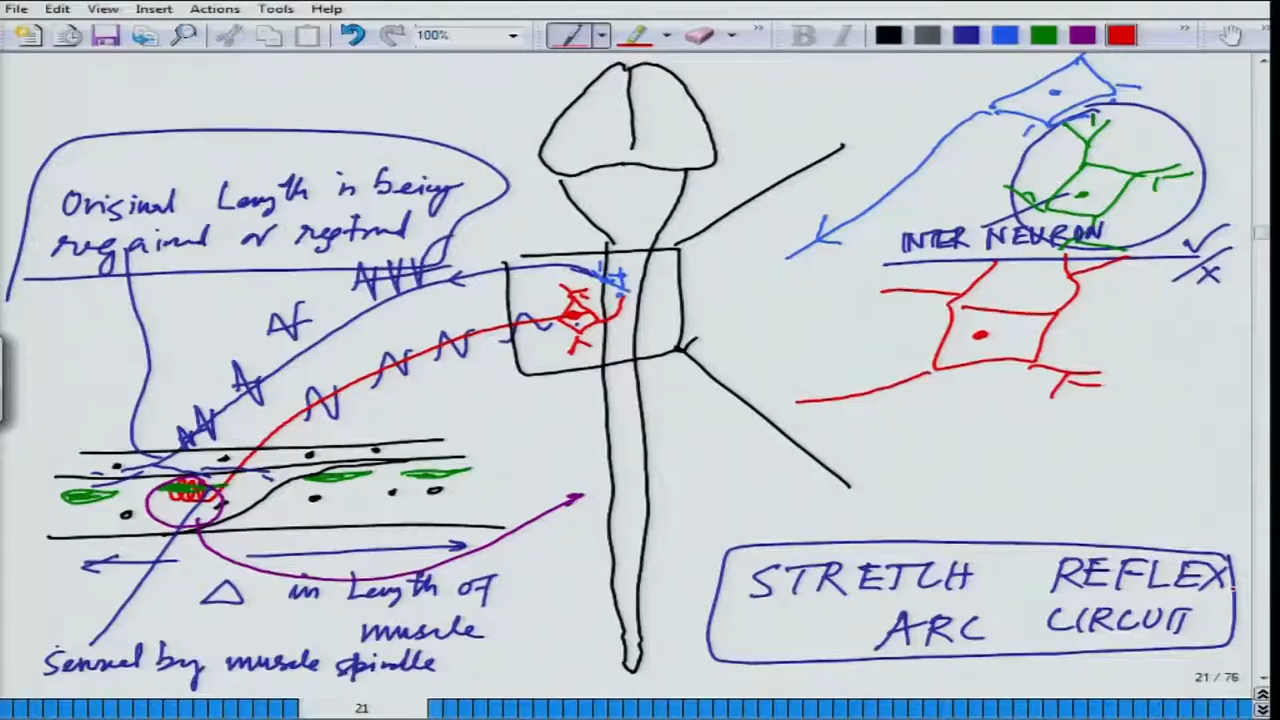 File Edit View Insert Actions Tools Help
100%
B I
Original Length is being
regained or restored
INTER NEURON
Δ in Length of
muscle
Sensed by muscle spindle
STRETCH REFLEX
ARC CIRCUIT
21 / 76
21